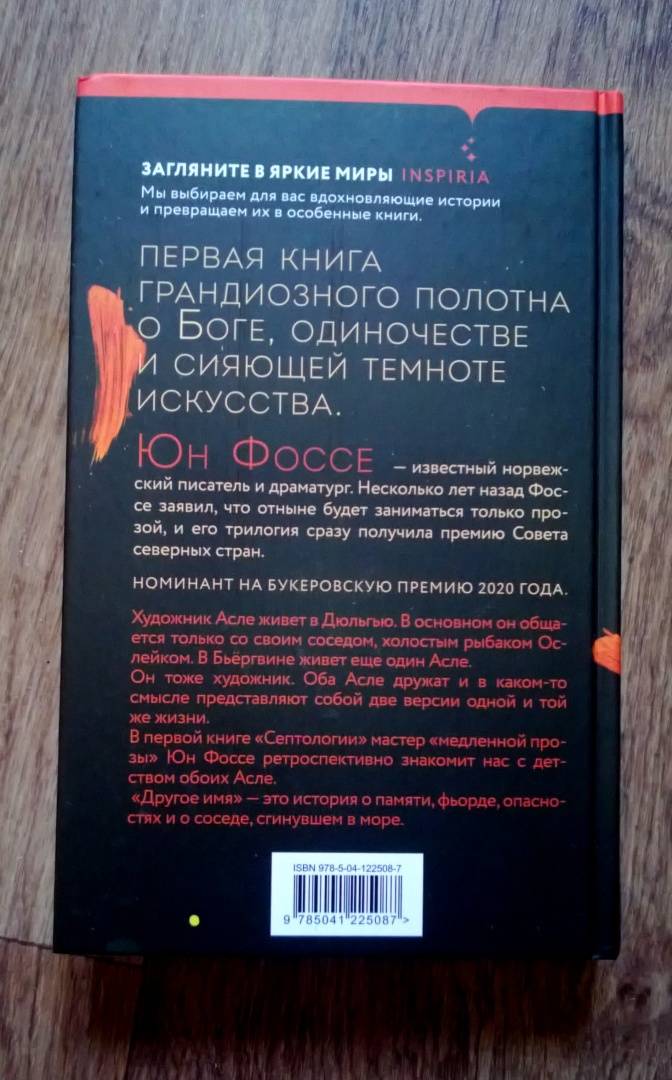 ЗАГЛЯНИТЕ В ЯРКИЕ МИРЫ INSPIRIA
Мы выбираем для вас вдохновляющие истории
и превращаем их в особенные книги.
ПЕРВАЯ КНИГА
ГРАНДИОЗНОГО ПОЛОТНА
О БОГЕ, ОДИНОЧЕСТВЕ
И СИЯЮЩЕЙ ТЕМНОТЕ
ИСКУССТВА.
ЮН ФОССЕ — известный норвеж-
ский писатель и драматург. Несколько лет назад Фос-
се заявил, что отныне будет заниматься только про-
зой, и его трилогия сразу получила премию Совета
северных стран.
НОМИНАНТ НА БУКЕРОВСКУЮ ПРЕМИЮ 2020 ГОДА.
Художник Асле живет в Дюльгью. В основном он обща-
ется только со своим соседом, холостым рыбаком Ос-
лейком. В Бьёргвине живет еще один Асле.
Он тоже художник. Оба Асле дружат и в каком-то
смысле представляют собой две версии одной и той
же жизни.
В первой книге «Септологии» мастер «медленной про-
зы» Юн Фоссе ретроспективно знакомит нас с дет-
ством обоих Асле.
«Другое имя» — это история о памяти, фьорде, опасно-
стях и о соседе, сгинувшем в море.
ISBN 978-5-04-122508-7
9 785041 225087 >